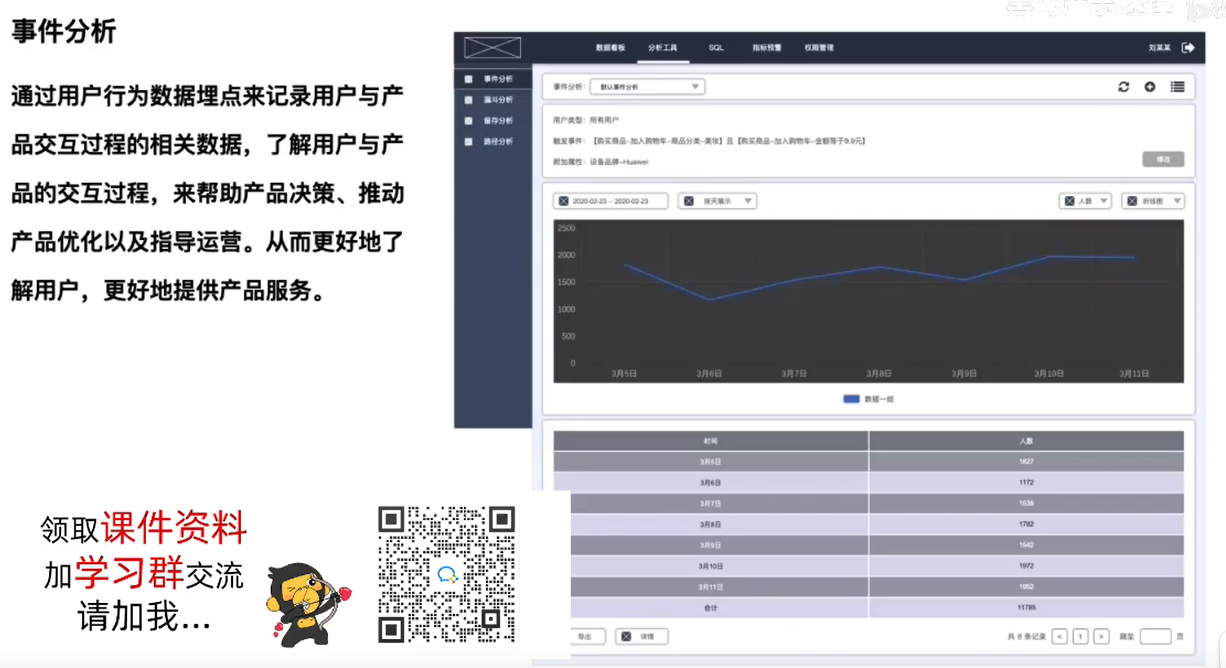 事件分析
通过用户行为数据埋点来记录用户与产
品交互过程的相关数据，了解用户与产
品的交互过程，来帮助产品决策、推动
产品优化以及指导运营。从而更好地了
解用户，更好地提供产品服务。
数据看板 分析工具 SQL 指标预警 权限管理 刘某某
事件分析
漏斗分析
留存分析
路径分析
事件分析： 默认事件分析
用户类型：所有用户
触发事件：【购买商品-加入购物车-商品分类-美妆】且【购买商品-加入购物车-金额等于9.9元】
附加属性：设备品牌-Huawei
修改
2020-02-23 ~ 2020-02-23 按天展示 人数 折线图
2500
2000
1500
1000
500
0
3月5日 3月6日 3月7日 3月8日 3月9日 3月10日 3月11日
数据一组
时间 人数
3月5日 1827
3月6日 1172
3月7日 1538
3月8日 1782
3月9日 1542
3月10日 1972
3月11日 1952
合计 11785
导出 详情 共 8 条记录 < 1 > 跳至 页
领取课件资料
加学习群交流
请加我...